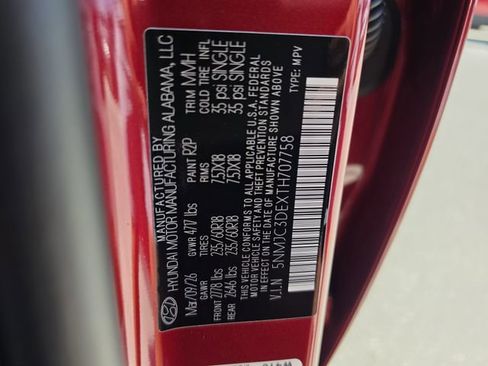 MANUFACTURED BY
HYUNDAI MOTOR MANUFACTURING ALABAMA, LLC
Mar/09/26 GVWR 4717 lbs PAINT R2P TRIM VMH
GAWR TIRES RIMS COLD TIRE INFL
FRONT 2778 lbs 235/60R18 7.5JX18 35 psi SINGLE
REAR 2646 lbs 235/60R18 7.5JX18 35 psi SINGLE
THIS VEHICLE CONFORMS TO ALL APPLICABLE U.S.A. FEDERAL
MOTOR VEHICLE SAFETY AND THEFT PREVENTION STANDARDS
IN EFFECT ON THE DATE OF MANUFACTURE SHOWN ABOVE
V.I.N 5NMJC3DEXTH707758 TYPE: MPV